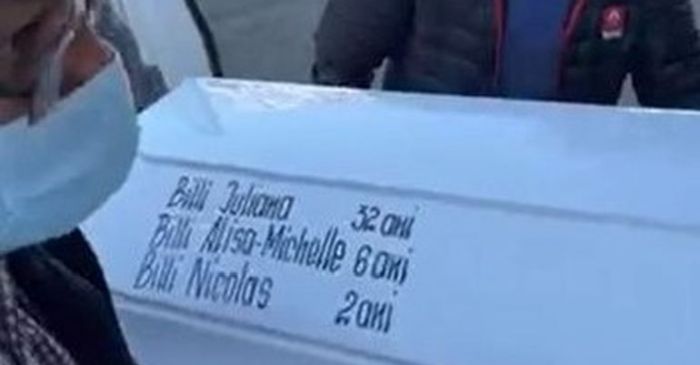 Billi Juliana 32 ani
Billi Alisa-Michelle 6 ani
Billi Nicolas 2 ani